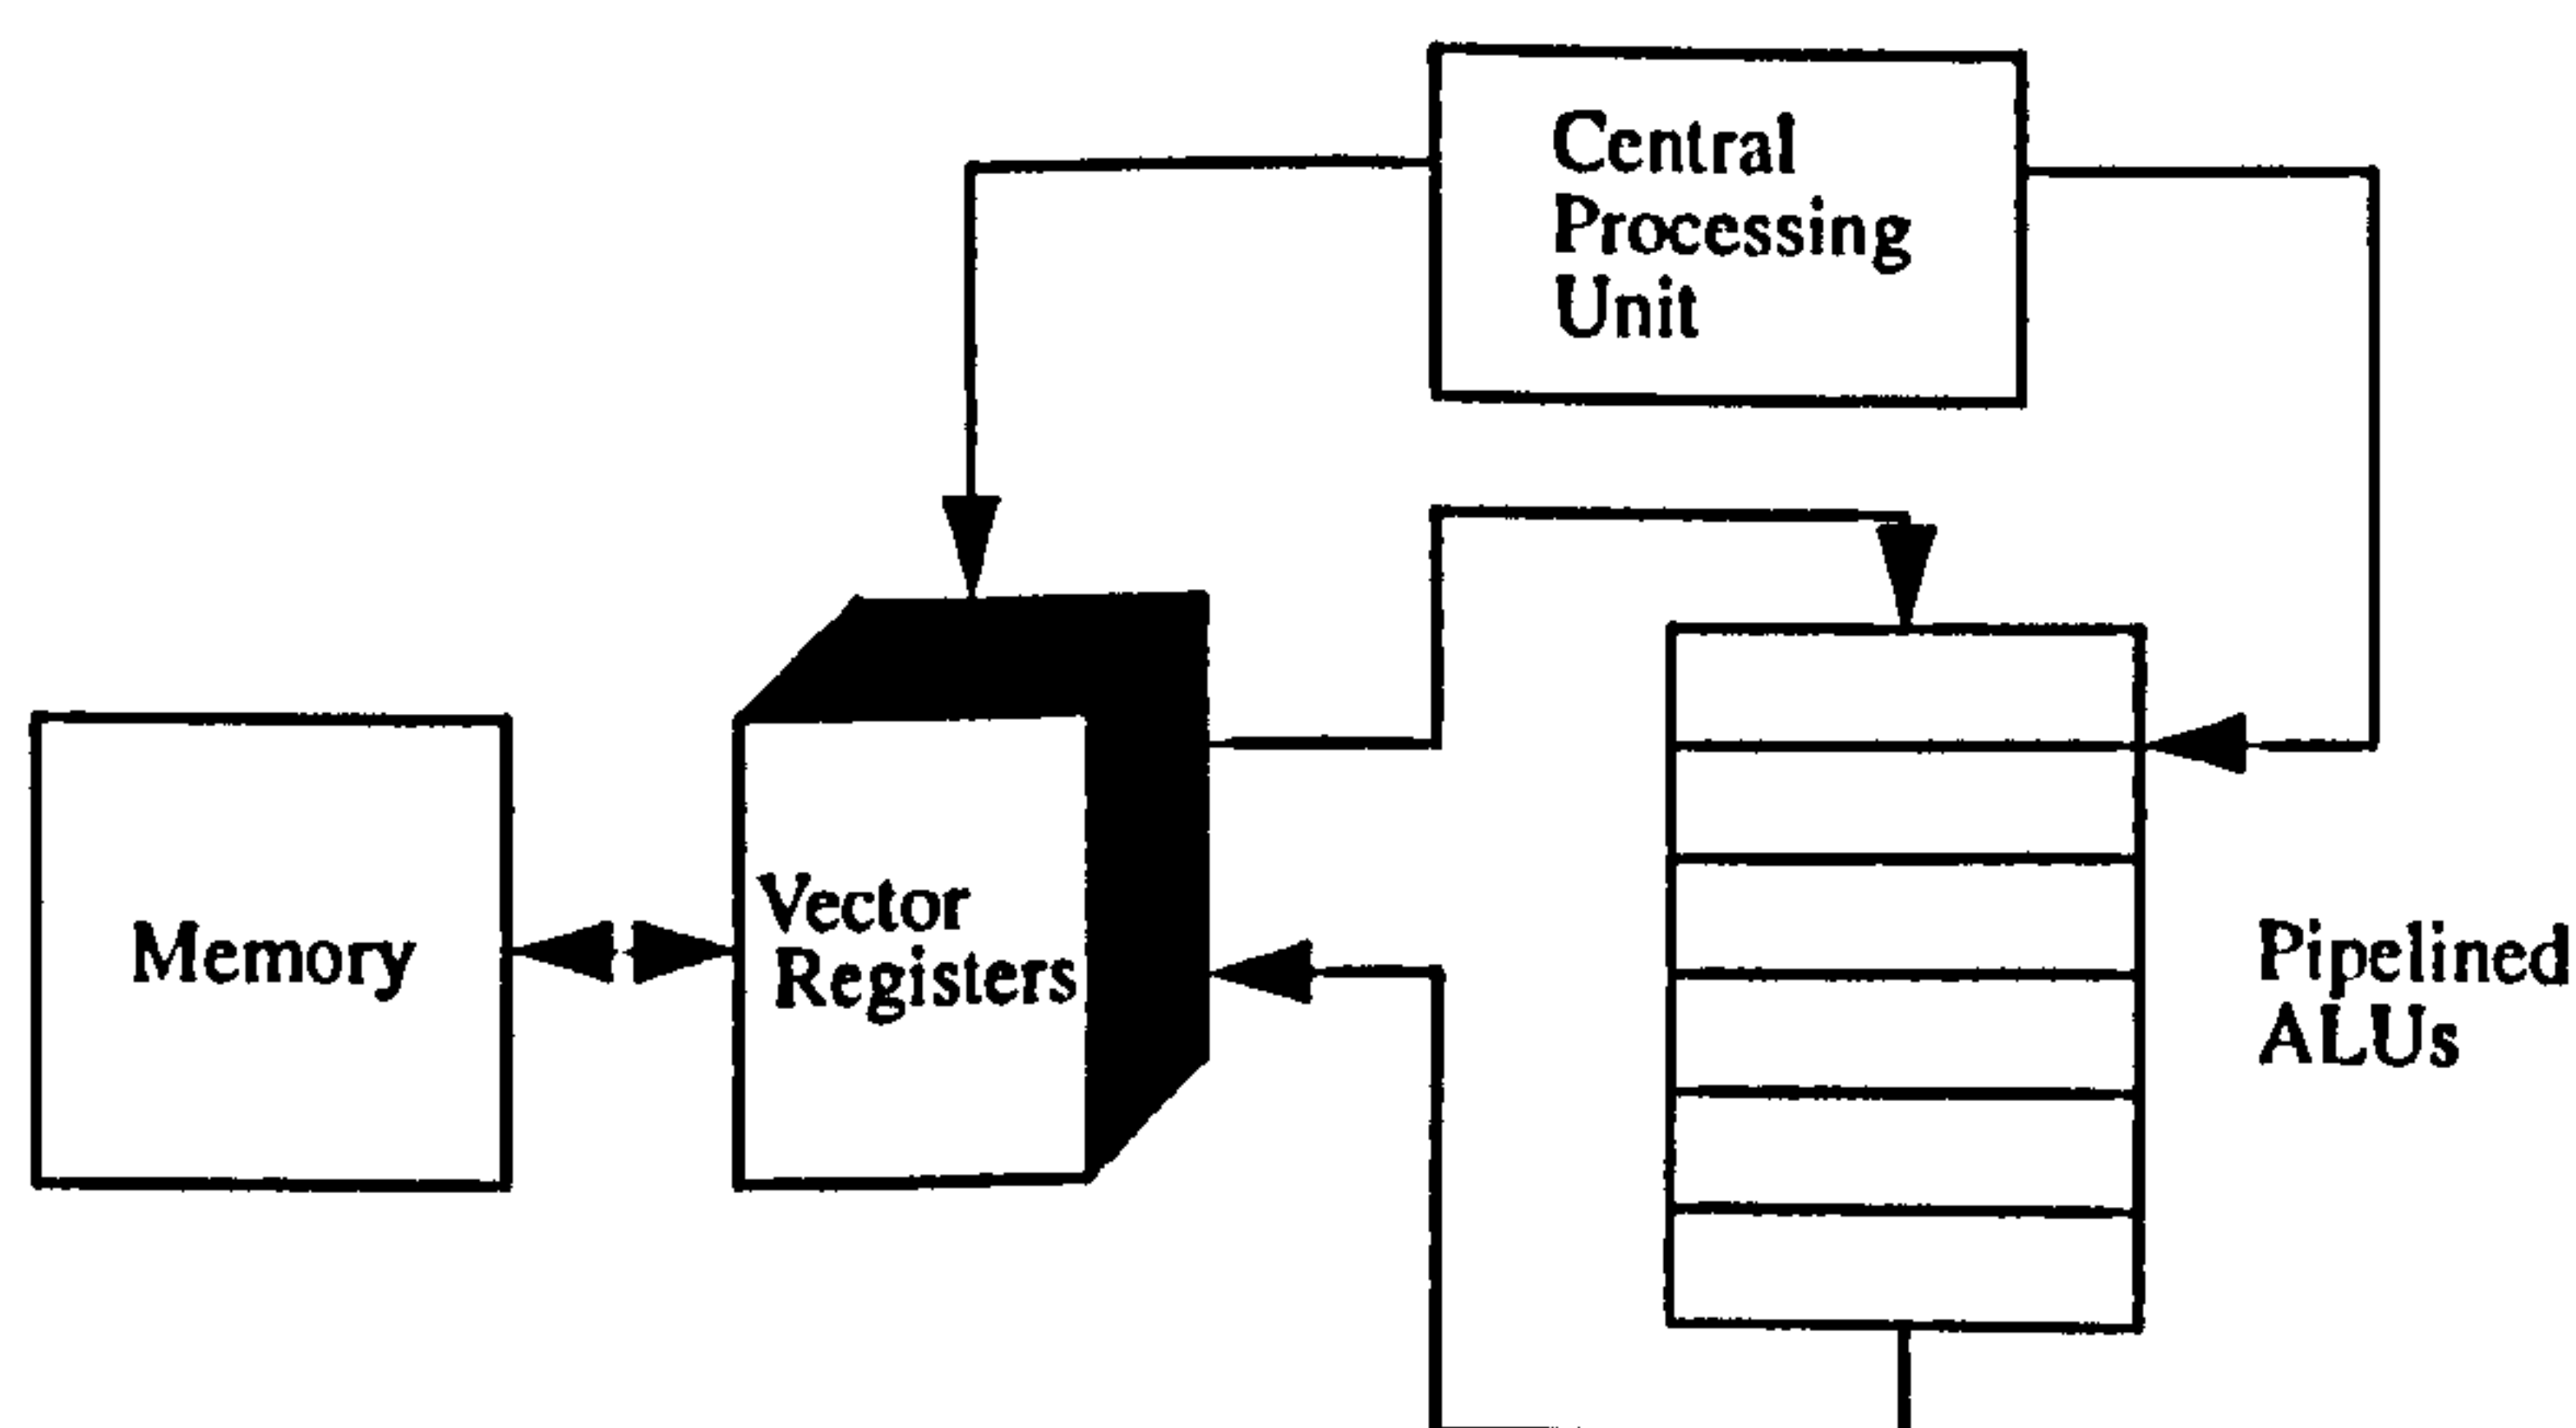 Central
Processing
Unit
Memory
Vector
Registers
Pipelined
ALUs